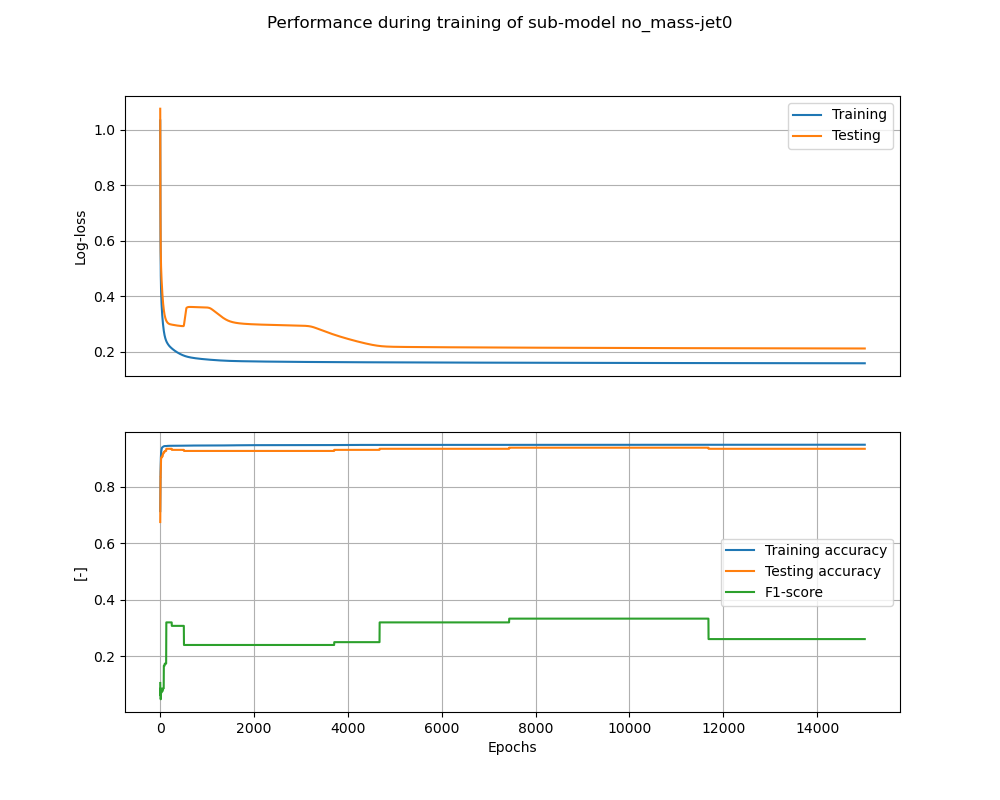 Performance during training of sub-model no_mass-jet0
Training
Testing
1.0
0.8
0.6
0.4
0.2
Log-loss
Training accuracy
Testing accuracy
F1-score
0.8
0.6
0.4
0.2
[-]
0 2000 4000 6000 8000 10000 12000 14000
Epochs